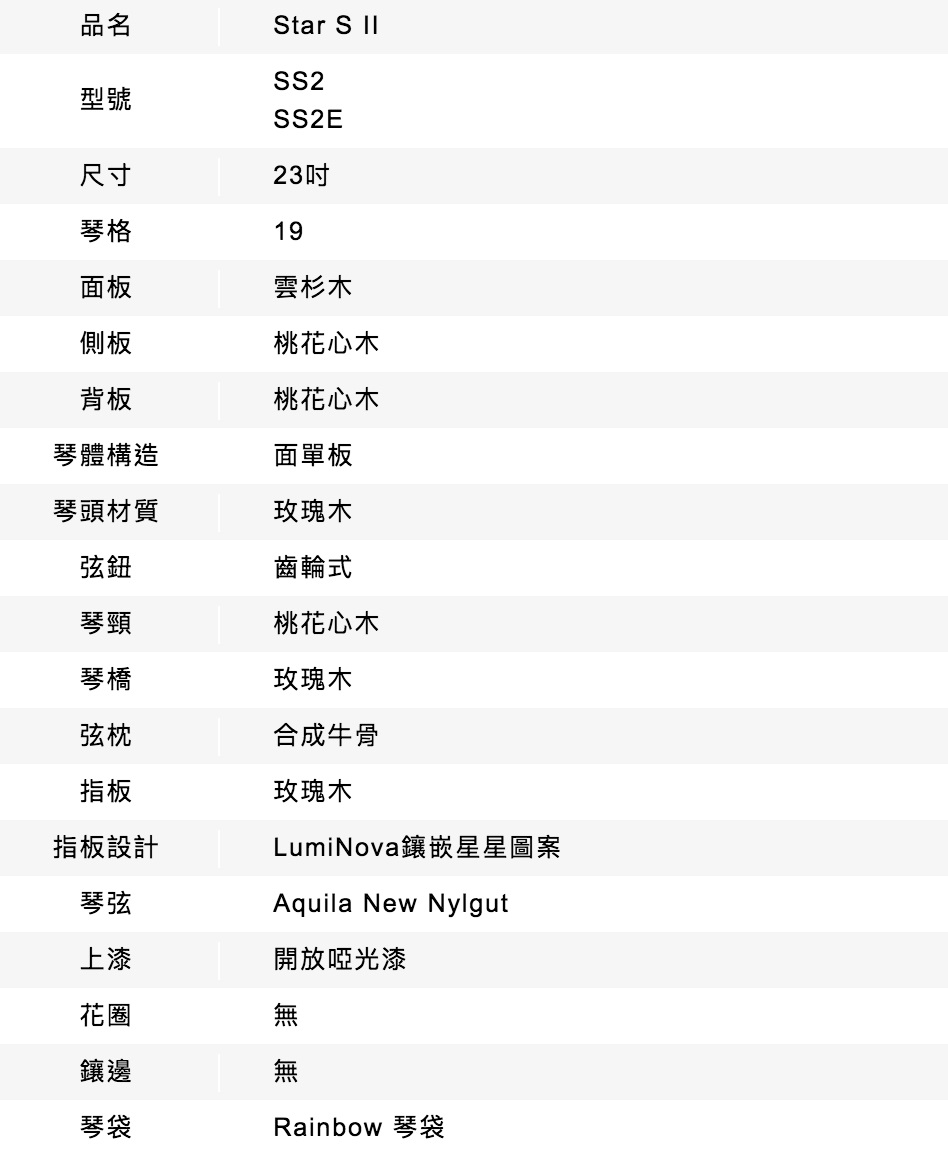 品名 Star S II
型號 SS2
SS2E
尺寸 23吋
琴格 19
面板 雲杉木
側板 桃花心木
背板 桃花心木
琴體構造 面單板
琴頭材質 玫瑰木
弦鈕 齒輪式
琴頸 桃花心木
琴橋 玫瑰木
弦枕 合成牛骨
指板 玫瑰木
指板設計 LumiNova鑲嵌星星圖案
琴弦 Aquila New Nylgut
上漆 開放啞光漆
花圈 無
鑲邊 無
琴袋 Rainbow 琴袋